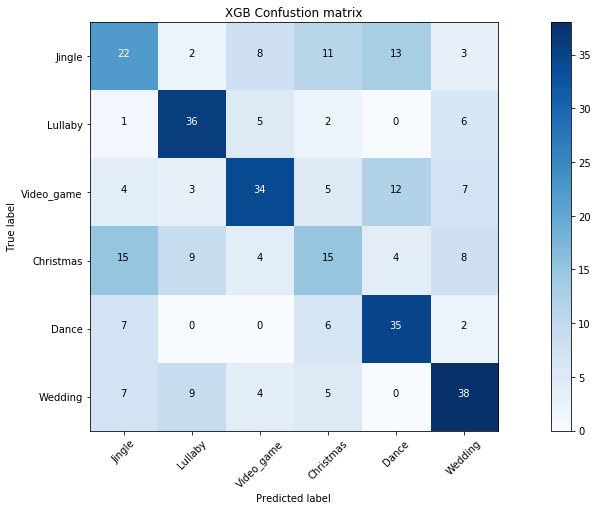 XGB Confustion matrix
Jingle 22 2 8 11 13 3
Lullaby 1 36 5 2 0 6
Video_game 4 3 34 5 12 7
Christmas 15 9 4 15 4 8
Dance 7 0 0 6 35 2
Wedding 7 9 4 5 0 38
True label
Jingle Lullaby Video_game Christmas Dance Wedding
Predicted label
35
30
25
20
15
10
5
0